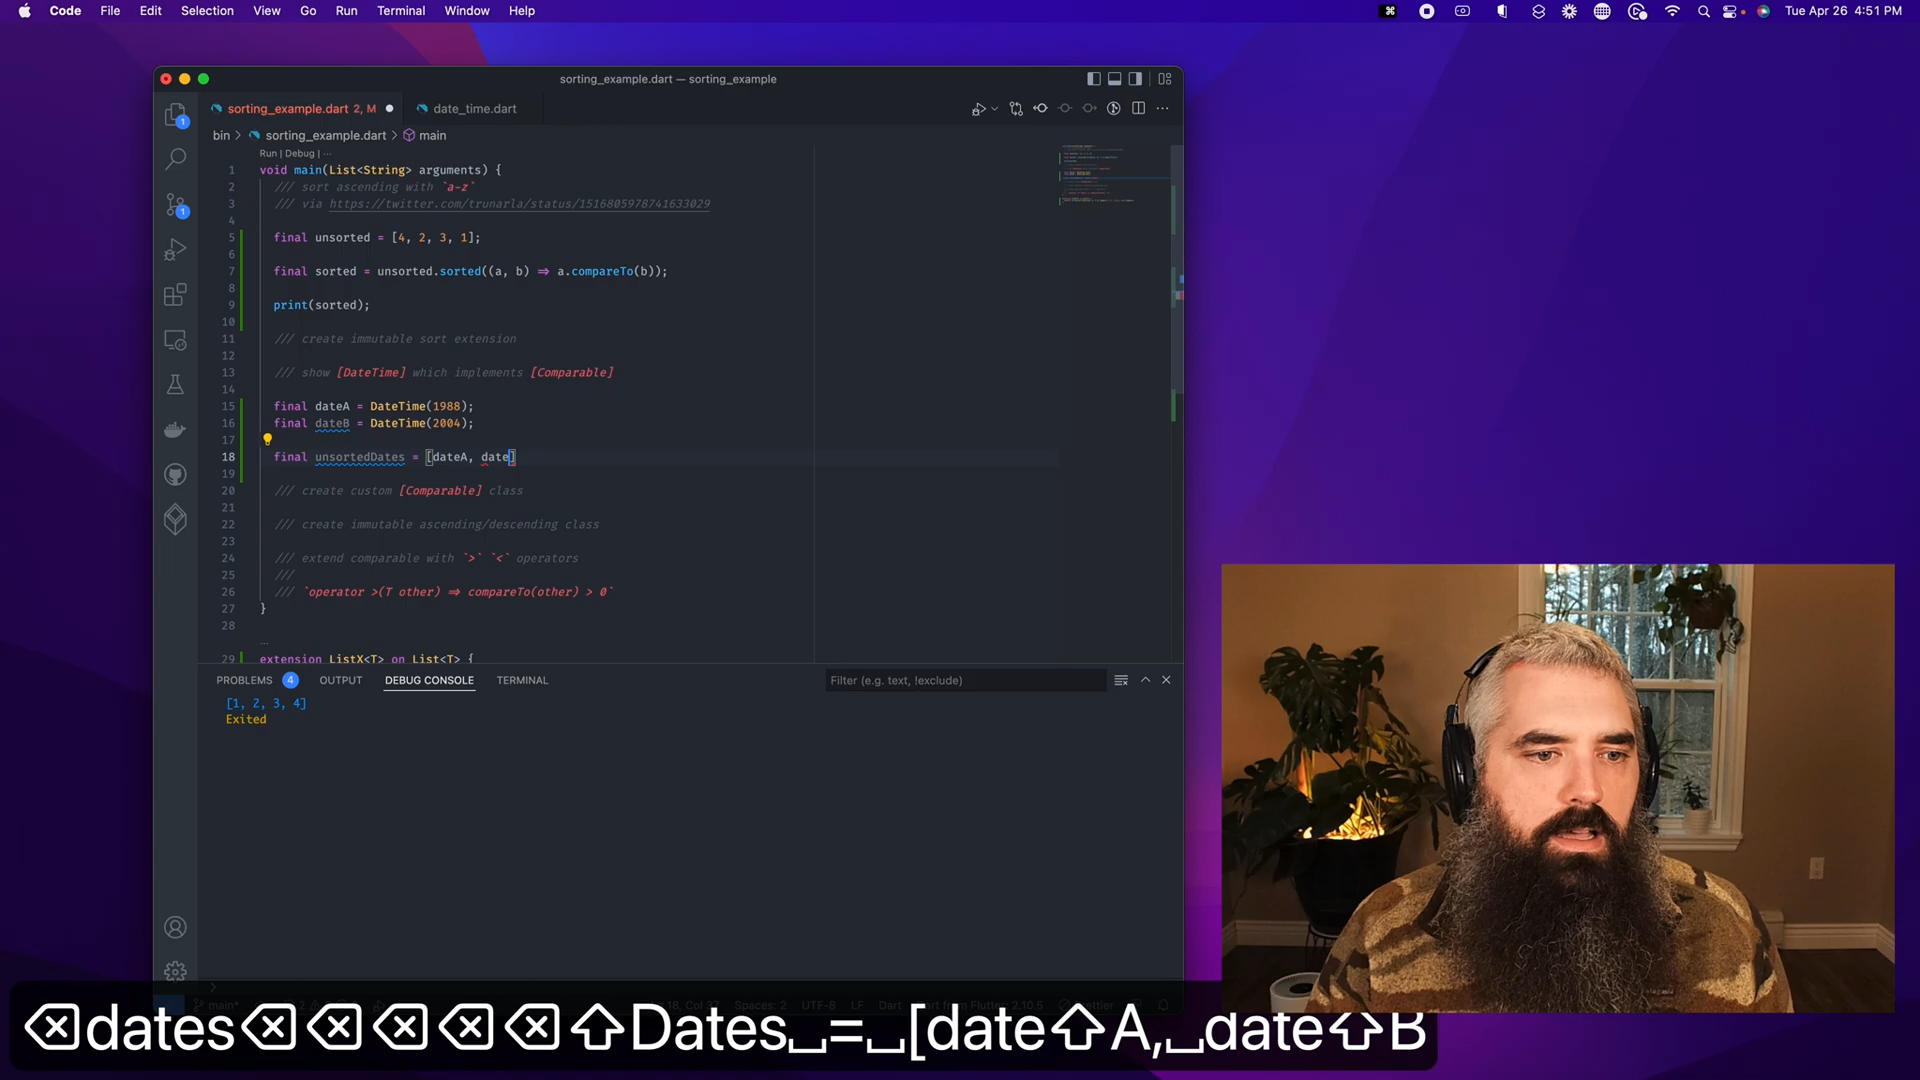 Code File Edit Selection View Go Run Terminal Window Help
Tue Apr 26 4:51 PM
sorting_example.dart — sorting_example
sorting_example.dart 2, M
date_time.dart
bin > sorting_example.dart > main
Run | Debug | ...
1 void main(List<String> arguments) {
2 /// sort ascending with `a-z`
3 /// via https://twitter.com/trunarla/status/1516805978741633029
4
5 final unsorted = [4, 2, 3, 1];
6
7 final sorted = unsorted.sorted((a, b) => a.compareTo(b));
8
9 print(sorted);
10
11 /// create immutable sort extension
12
13 /// show [DateTime] which implements [Comparable]
14
15 final dateA = DateTime(1988);
16 final dateB = DateTime(2004);
17
18 final unsortedDates = [dateA, date]
19
20 /// create custom [Comparable] class
21
22 /// create immutable ascending/descending class
23
24 /// extend comparable with `>` `<` operators
25 ///
26 /// `operator >(T other) => compareTo(other) > 0`
27 }
28
...
29 extension ListX<T> on List<T> {
PROBLEMS 4 OUTPUT DEBUG CONSOLE TERMINAL
Filter (e.g. text, !exclude)
[1, 2, 3, 4]
Exited
>
main* Spaces: 2 UTF-8 LF Dart
⌫dates⌫⌫⌫⌫⌫⇧Dates␣=␣[date⇧A,␣date⇧B